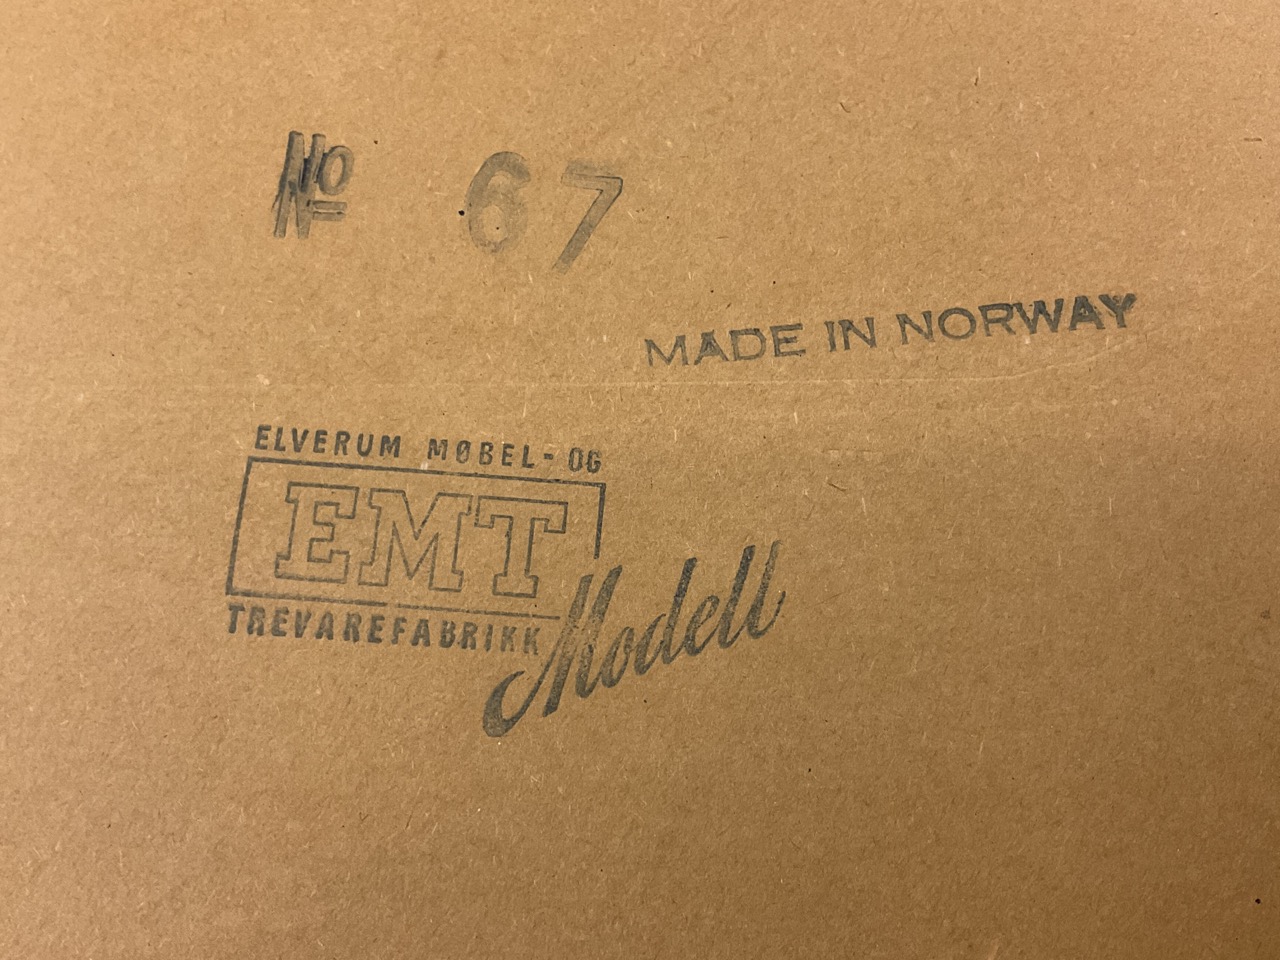 № 67
MADE IN NORWAY
ELVERUM MØBEL- OG
EMT
TREVAREFABRIKK
Modell